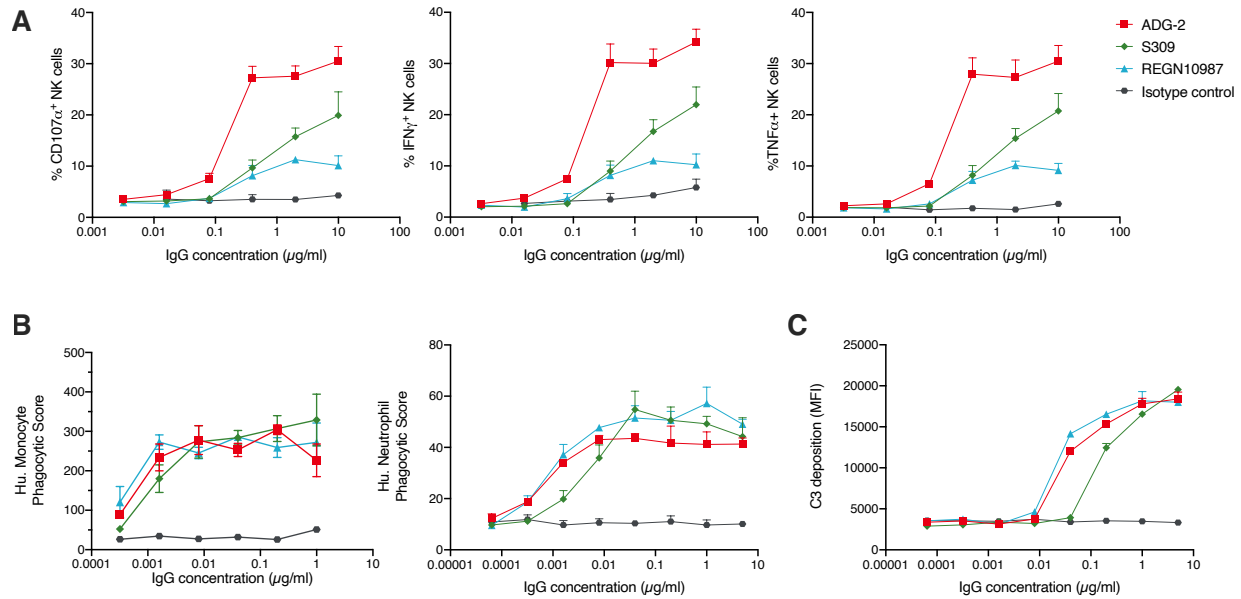 A
% CD107α⁺ NK cells
40
30
20
10
0
0.001 0.01 0.1 1 10 100
IgG concentration (µg/ml)
% IFNγ⁺ NK cells
40
30
20
10
0
0.001 0.01 0.1 1 10 100
IgG concentration (µg/ml)
%TNFα+ NK cells
40
30
20
10
0
0.001 0.01 0.1 1 10 100
IgG concentration (µg/ml)
ADG-2
S309
REGN10987
Isotype control
B
Hu. Monocyte
Phagocytic Score
500
400
350
300
250
200
150
100
50
0
0.0001 0.001 0.01 0.1 1 10
IgG concentration (µg/ml)
Hu. Neutrophil
Phagocytic Score
80
60
40
20
0
0.00001 0.0001 0.001 0.01 0.1 1 10
IgG concentration (µg/ml)
C
C3 deposition (MFI)
25000
20000
15000
10000
5000
0
0.00001 0.0001 0.001 0.01 0.1 1 10
IgG concentration (µg/ml)